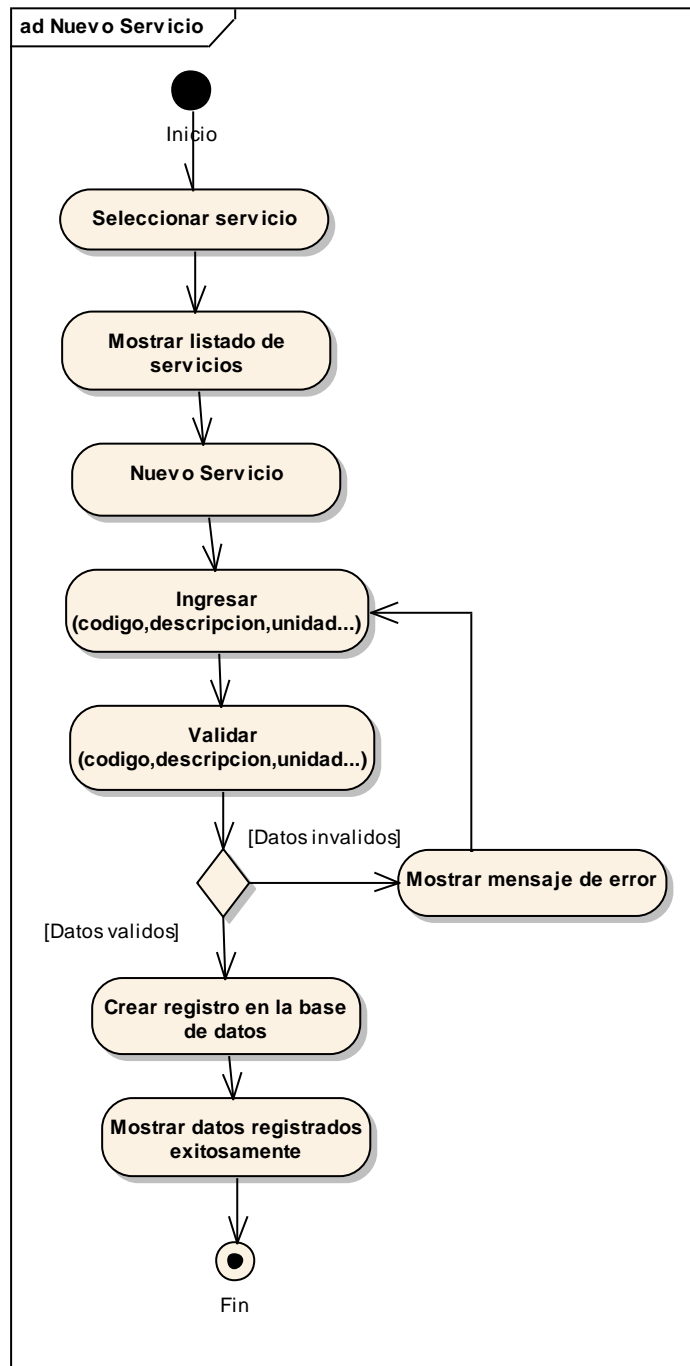 ad Nuevo Servicio
Inicio
Seleccionar servicio
Mostrar listado de
servicios
Nuevo Servicio
Ingresar
(codigo,descripcion,unidad...)
Validar
(codigo,descripcion,unidad...)
[Datos invalidos]
Mostrar mensaje de error
[Datos validos]
Crear registro en la base
de datos
Mostrar datos registrados
exitosamente
Fin